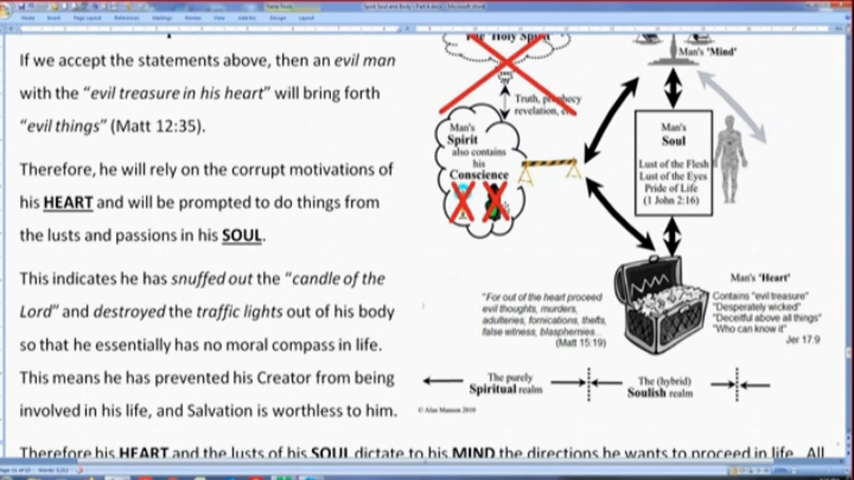 If we accept the statements above, then an evil man
with the "evil treasure in his heart" will bring forth
"evil things" (Matt 12:35).
Therefore, he will rely on the corrupt motivations of
his HEART and will be prompted to do things from
the lusts and passions in his SOUL.
This indicates he has snuffed out the "candle of the
Lord" and destroyed the traffic lights out of his body
so that he essentially has no moral compass in life.
This means he has prevented his Creator from being
involved in his life, and Salvation is worthless to him.
Therefore his HEART and the lusts of his SOUL dictate to his MIND the directions he wants to proceed in life. All
The Holy Spirit
Truth, prophecy
revelation, etc
Man's
Spirit
also contains
his
Conscience
Man's 'Mind'
Man's
Soul
Lust of the Flesh
Lust of the Eyes
Pride of Life
(1 John 2:16)
"For out of the heart proceed
evil thoughts, murders,
adulteries, fornications, thefts,
false witness, blasphemies...
(Matt 15:19)
Man's 'Heart'
Contains "evil treasure"
"Desperately wicked"
"Deceitful above all things"
"Who can know it"
Jer 17:9
The purely
Spiritual realm
The (hybrid)
Soulish realm